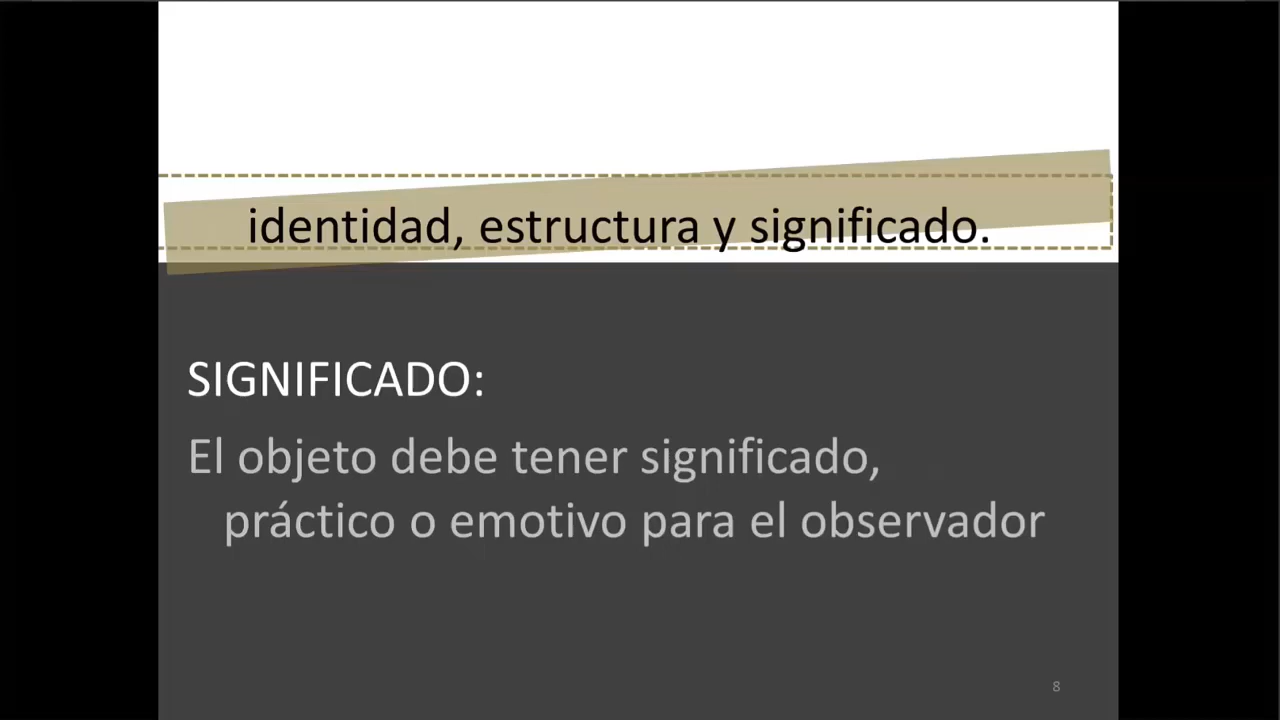 identidad, estructura y significado.
SIGNIFICADO:
El objeto debe tener significado,
práctico o emotivo para el observador
8